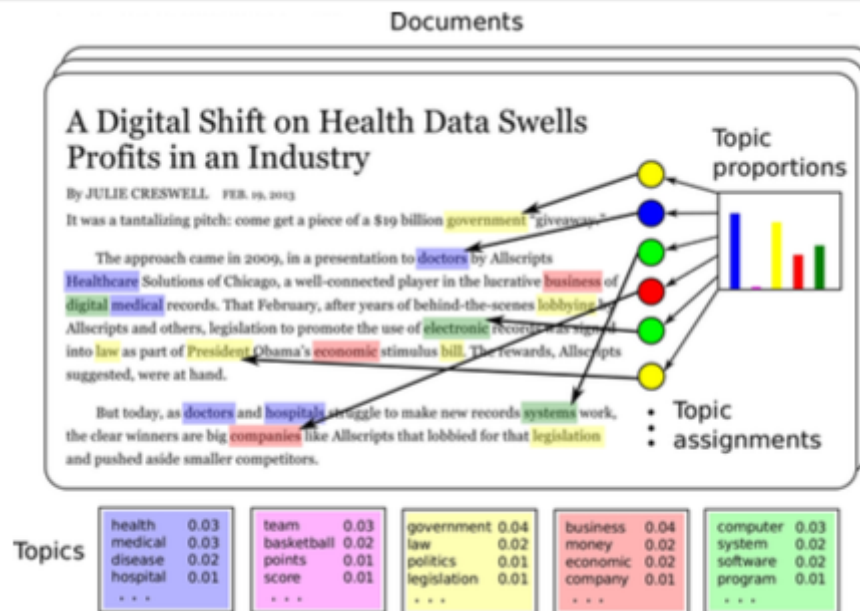 Documents
A Digital Shift on Health Data Swells
Profits in an Industry
By JULIE CRESWELL FEB. 19, 2013
It was a tantalizing pitch: come get a piece of a $19 billion government "giveaway."
The approach came in 2009, in a presentation to doctors by Allscripts
Healthcare Solutions of Chicago, a well-connected player in the lucrative business of
digital medical records. That February, after years of behind-the-scenes lobbying by
Allscripts and others, legislation to promote the use of electronic records was signed
into law as part of President Obama's economic stimulus bill. The rewards, Allscripts
suggested, were at hand.
But today, as doctors and hospitals struggle to make new records systems work,
the clear winners are big companies like Allscripts that lobbied for that legislation
and pushed aside smaller competitors.
Topic
proportions
Topic
assignments
Topics
health 0.03
medical 0.03
disease 0.02
hospital 0.01
. . .
team 0.03
basketball 0.02
points 0.01
score 0.01
. . .
government 0.04
law 0.02
politics 0.01
legislation 0.01
. . .
business 0.04
money 0.02
economic 0.02
company 0.01
. . .
computer 0.03
system 0.02
software 0.02
program 0.01
. . .